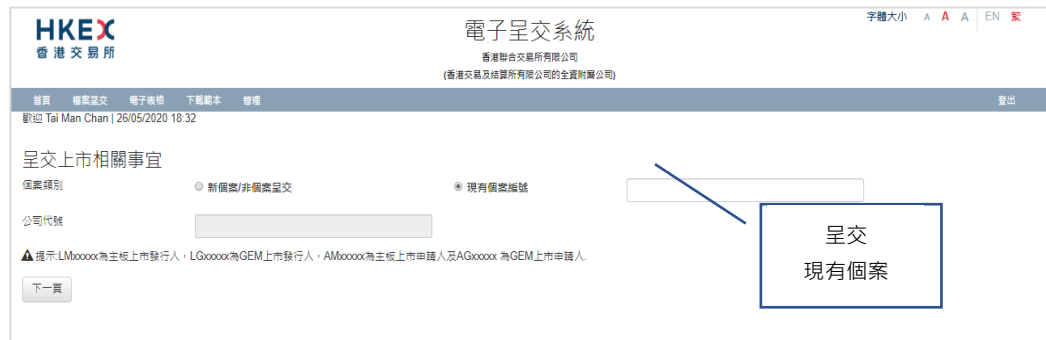 HKEX
香港交易所
電子呈交系統
香港聯合交易所有限公司
(香港交易及結算所有限公司的全資附屬公司)
字體大小 A A A EN 繁
首頁 檔案呈交 電子表格 下載範本 管理 登出
歡迎 Tai Man Chan | 26/05/2020 18:32
呈交上市相關事宜
個案類別 新個案/非個案呈交 現有個案編號
公司代號
提示:LMxxxxx為主板上市發行人，LGxxxxx為GEM上市發行人，AMxxxxx為主板上市申請人及AGxxxxx 為GEM上市申請人.
下一頁
呈交
現有個案